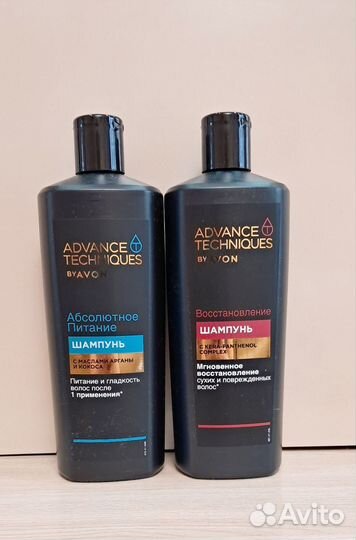 ADVANCE
TECHNIQUES
BY AVON
Абсолютное
Питание
ШАМПУНЬ
С МАСЛАМИ АРГАНЫ
И КОКОСА
Питание и гладкость
волос после
1 применения*
ADVANCE
TECHNIQUES
BY AVON
Восстановление
ШАМПУНЬ
С KERA-PANTHENOL
COMPLEX
Мгновенное
восстановление
сухих и поврежденных
волос*
Avito